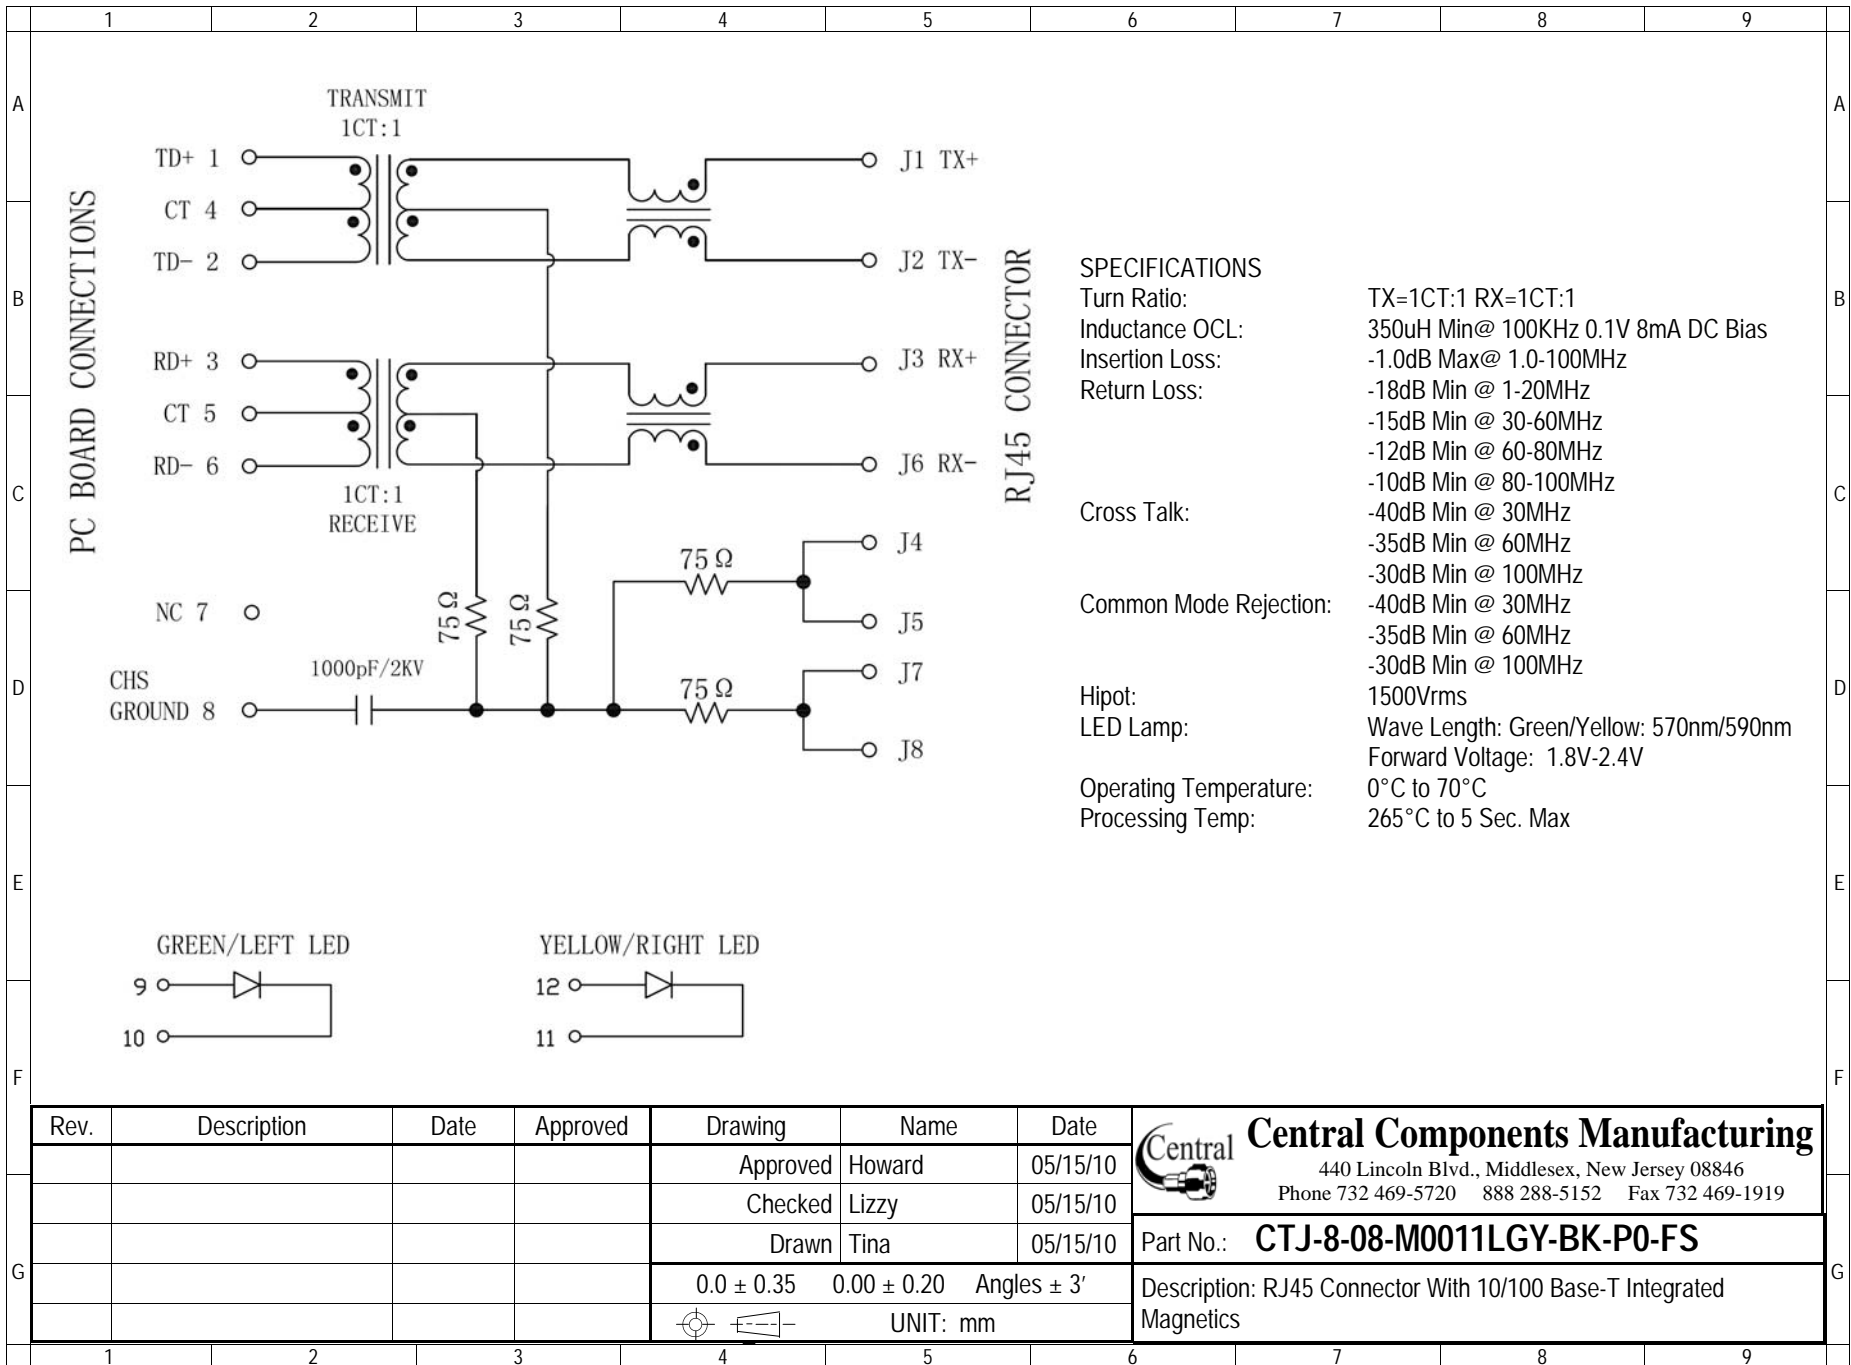 1 2 3 4 5 6 7 8 9
A A
B B
C C
D D
E E
F F
G G
TRANSMIT
1CT:1
TD+ 1
CT 4
TD- 2
RD+ 3
CT 5
RD- 6
1CT:1
RECEIVE
PC BOARD CONNECTIONS
J1 TX+
J2 TX-
J3 RX+
J6 RX-
RJ45 CONNECTOR
J4
J5
J7
J8
75Ω
75Ω
75Ω
75Ω
NC 7
1000pF/2KV
CHS
GROUND 8
SPECIFICATIONS
Turn Ratio: TX=1CT:1 RX=1CT:1
Inductance OCL: 350uH Min@ 100KHz 0.1V 8mA DC Bias
Insertion Loss: -1.0dB Max@ 1.0-100MHz
Return Loss: -18dB Min @ 1-20MHz
-15dB Min @ 30-60MHz
-12dB Min @ 60-80MHz
-10dB Min @ 80-100MHz
Cross Talk: -40dB Min @ 30MHz
-35dB Min @ 60MHz
-30dB Min @ 100MHz
Common Mode Rejection: -40dB Min @ 30MHz
-35dB Min @ 60MHz
-30dB Min @ 100MHz
Hipot: 1500Vrms
LED Lamp: Wave Length: Green/Yellow: 570nm/590nm
Forward Voltage: 1.8V-2.4V
Operating Temperature: 0°C to 70°C
Processing Temp: 265°C to 5 Sec. Max
GREEN/LEFT LED
9
10
YELLOW/RIGHT LED
12
11
Rev. Description Date Approved
Drawing Name Date
Approved Howard 05/15/10
Checked Lizzy 05/15/10
Drawn Tina 05/15/10
0.0 ± 0.35 0.00 ± 0.20 Angles ± 3′
UNIT: mm
Central
Central Components Manufacturing
440 Lincoln Blvd., Middlesex, New Jersey 08846
Phone 732 469-5720 888 288-5152 Fax 732 469-1919
Part No.: CTJ-8-08-M0011LGY-BK-P0-FS
Description: RJ45 Connector With 10/100 Base-T Integrated
Magnetics
1 2 3 4 5 6 7 8 9